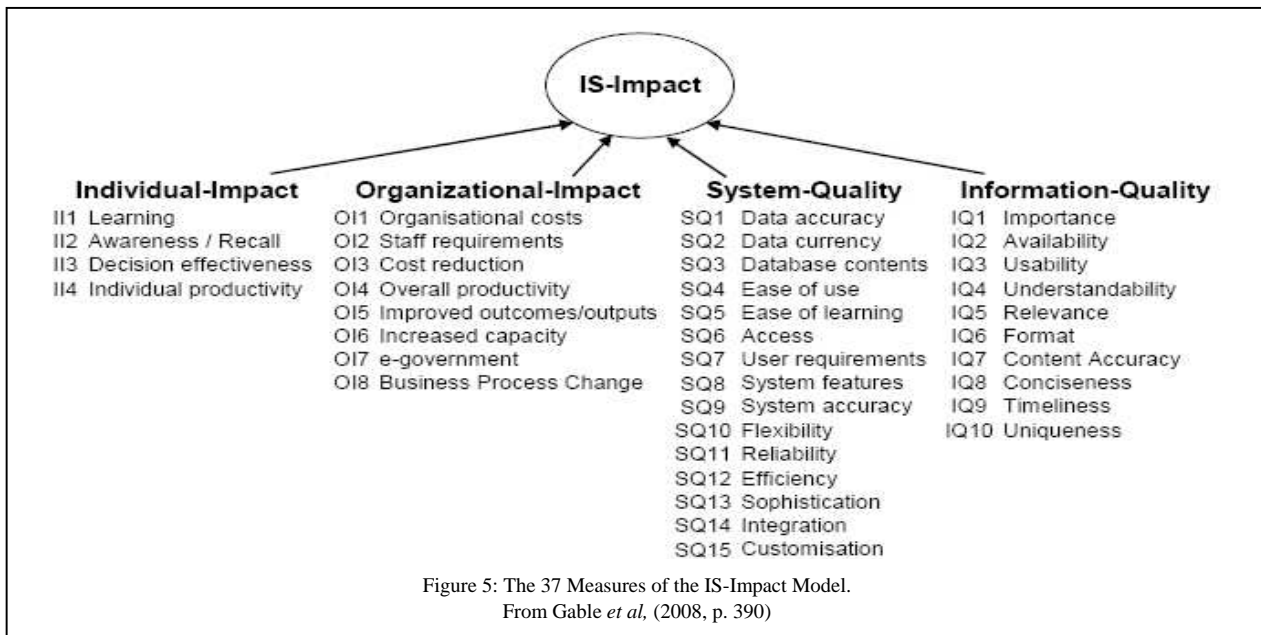 IS-Impact
Individual-Impact
II1 Learning
II2 Awareness / Recall
II3 Decision effectiveness
II4 Individual productivity
Organizational-Impact
OI1 Organisational costs
OI2 Staff requirements
OI3 Cost reduction
OI4 Overall productivity
OI5 Improved outcomes/outputs
OI6 Increased capacity
OI7 e-government
OI8 Business Process Change
System-Quality
SQ1 Data accuracy
SQ2 Data currency
SQ3 Database contents
SQ4 Ease of use
SQ5 Ease of learning
SQ6 Access
SQ7 User requirements
SQ8 System features
SQ9 System accuracy
SQ10 Flexibility
SQ11 Reliability
SQ12 Efficiency
SQ13 Sophistication
SQ14 Integration
SQ15 Customisation
Information-Quality
IQ1 Importance
IQ2 Availability
IQ3 Usability
IQ4 Understandability
IQ5 Relevance
IQ6 Format
IQ7 Content Accuracy
IQ8 Conciseness
IQ9 Timeliness
IQ10 Uniqueness
Figure 5: The 37 Measures of the IS-Impact Model.
From Gable et al, (2008, p. 390)